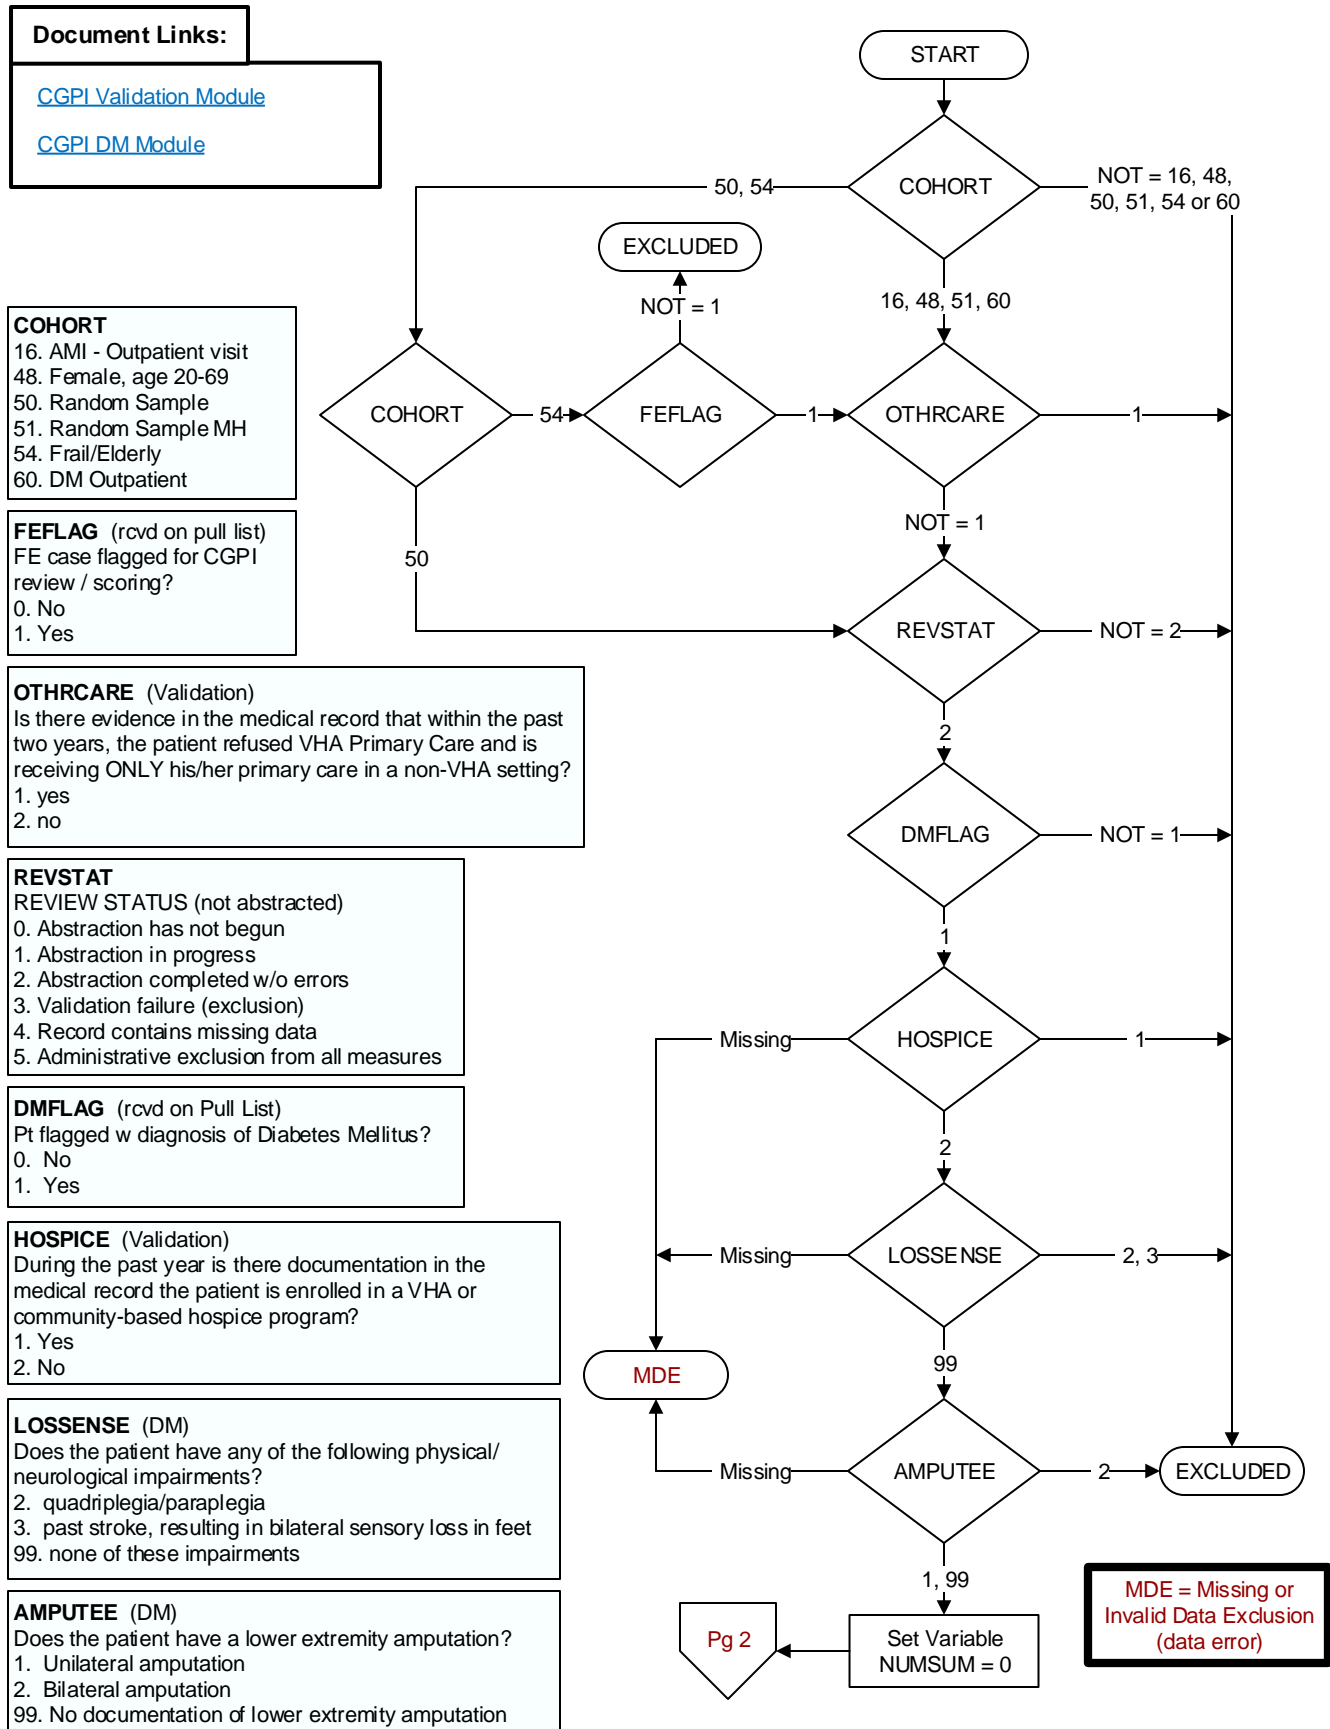 Document Links:
CGPI Validation Module
CGPI DM Module
START
COHORT
50, 54
NOT = 16, 48,
50, 51, 54 or 60
EXCLUDED
NOT = 1
16, 48, 51, 60
COHORT
54
FEFLAG
1
OTHRCARE
1
NOT = 1
50
REVSTAT
NOT = 2
2
DMFLAG
NOT = 1
1
Missing
HOSPICE
1
2
Missing
LOSSENSE
2, 3
99
MDE
Missing
AMPUTEE
2
EXCLUDED
1, 99
Pg 2
Set Variable
NUMSUM = 0
MDE = Missing or
Invalid Data Exclusion
(data error)
COHORT
16. AMI - Outpatient visit
48. Female, age 20-69
50. Random Sample
51. Random Sample MH
54. Frail/Elderly
60. DM Outpatient
FEFLAG (rcvd on pull list)
FE case flagged for CGPI
review / scoring?
0. No
1. Yes
OTHRCARE (Validation)
Is there evidence in the medical record that within the past
two years, the patient refused VHA Primary Care and is
receiving ONLY his/her primary care in a non-VHA setting?
1. yes
2. no
REVSTAT
REVIEW STATUS (not abstracted)
0. Abstraction has not begun
1. Abstraction in progress
2. Abstraction completed w/o errors
3. Validation failure (exclusion)
4. Record contains missing data
5. Administrative exclusion from all measures
DMFLAG (rcvd on Pull List)
Pt flagged w diagnosis of Diabetes Mellitus?
0. No
1. Yes
HOSPICE (Validation)
During the past year is there documentation in the
medical record the patient is enrolled in a VHA or
community-based hospice program?
1. Yes
2. No
LOSSENSE (DM)
Does the patient have any of the following physical/
neurological impairments?
2. quadriplegia/paraplegia
3. past stroke, resulting in bilateral sensory loss in feet
99. none of these impairments
AMPUTEE (DM)
Does the patient have a lower extremity amputation?
1. Unilateral amputation
2. Bilateral amputation
99. No documentation of lower extremity amputation